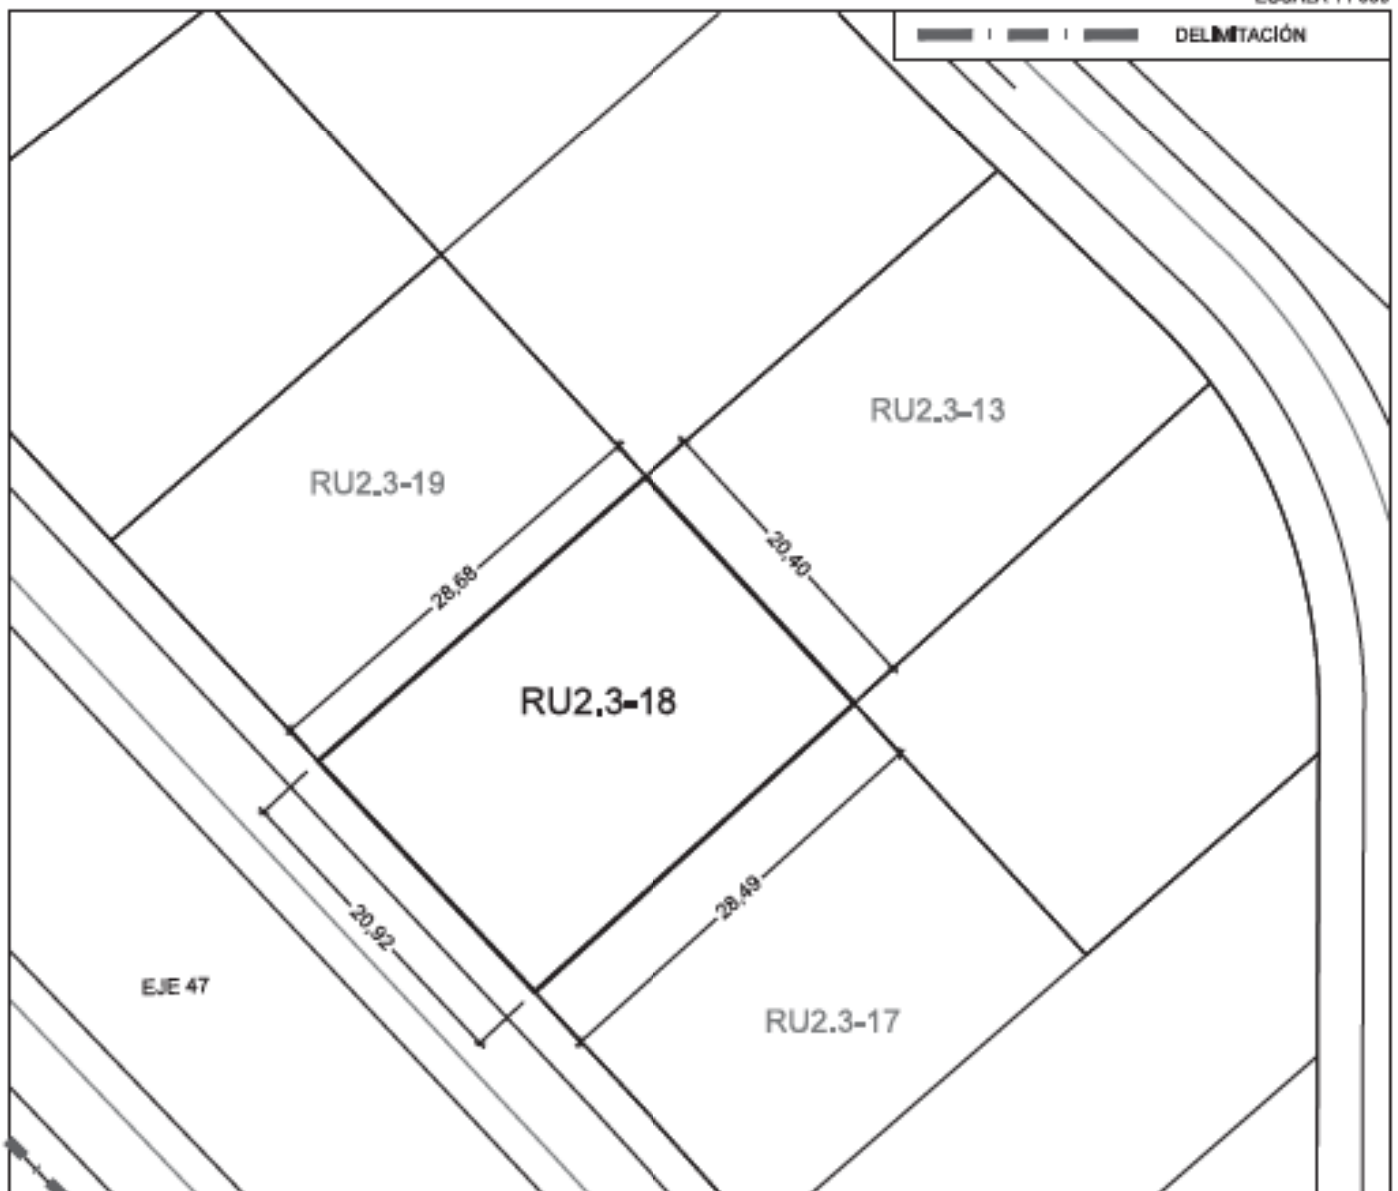 DELIMITACIÓN
RU2.3-13
RU2.3-19
20,40
28,68
RU2.3-18
28,49
20,92
EJE 47
RU2.3-17